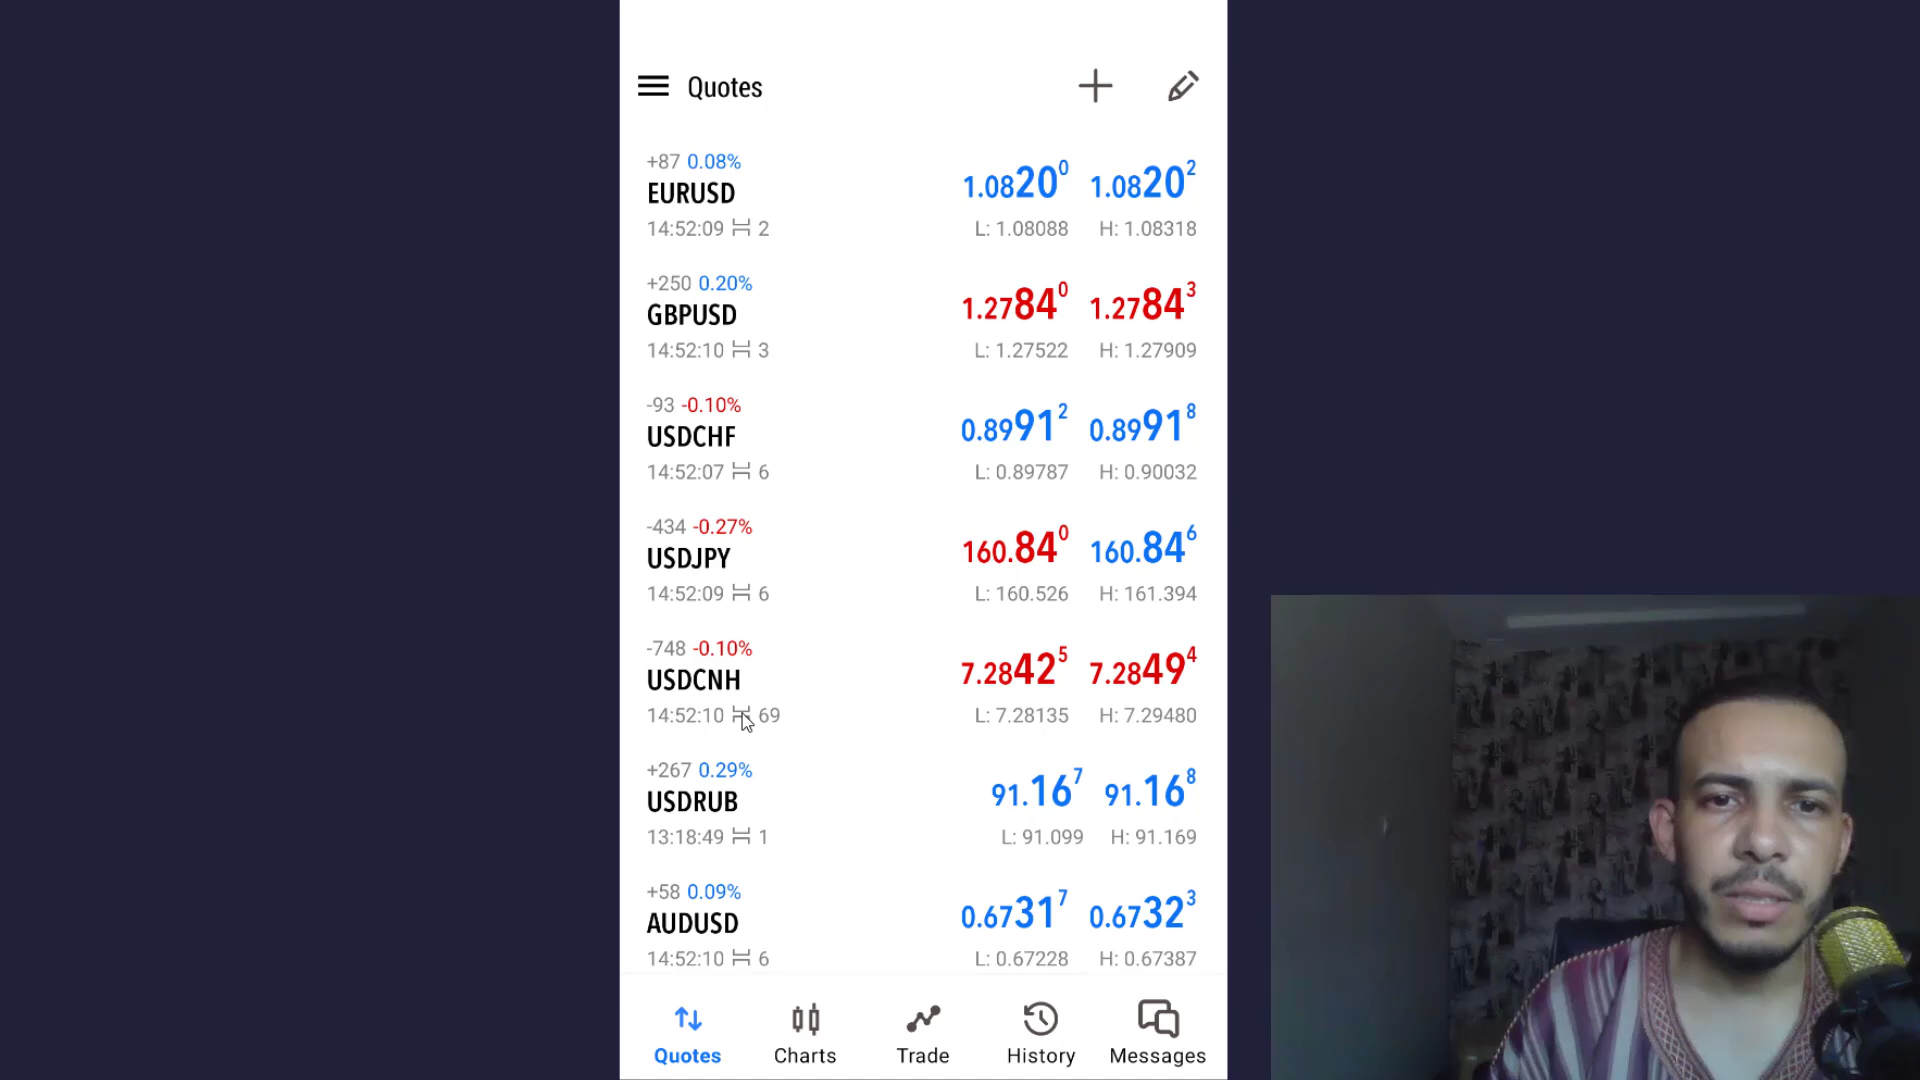 Quotes
+87 0.08%
EURUSD
14:52:09 2
1.08200 1.08202
L: 1.08088 H: 1.08318
+250 0.20%
GBPUSD
14:52:10 3
1.27840 1.27843
L: 1.27522 H: 1.27909
-93 -0.10%
USDCHF
14:52:07 6
0.89912 0.89918
L: 0.89787 H: 0.90032
-434 -0.27%
USDJPY
14:52:09 6
160.840 160.846
L: 160.526 H: 161.394
-748 -0.10%
USDCNH
14:52:10 69
7.28425 7.28494
L: 7.28135 H: 7.29480
+267 0.29%
USDRUB
13:18:49 1
91.167 91.168
L: 91.099 H: 91.169
+58 0.09%
AUDUSD
14:52:10 6
0.67317 0.67323
L: 0.67228 H: 0.67387
Quotes Charts Trade History Messages